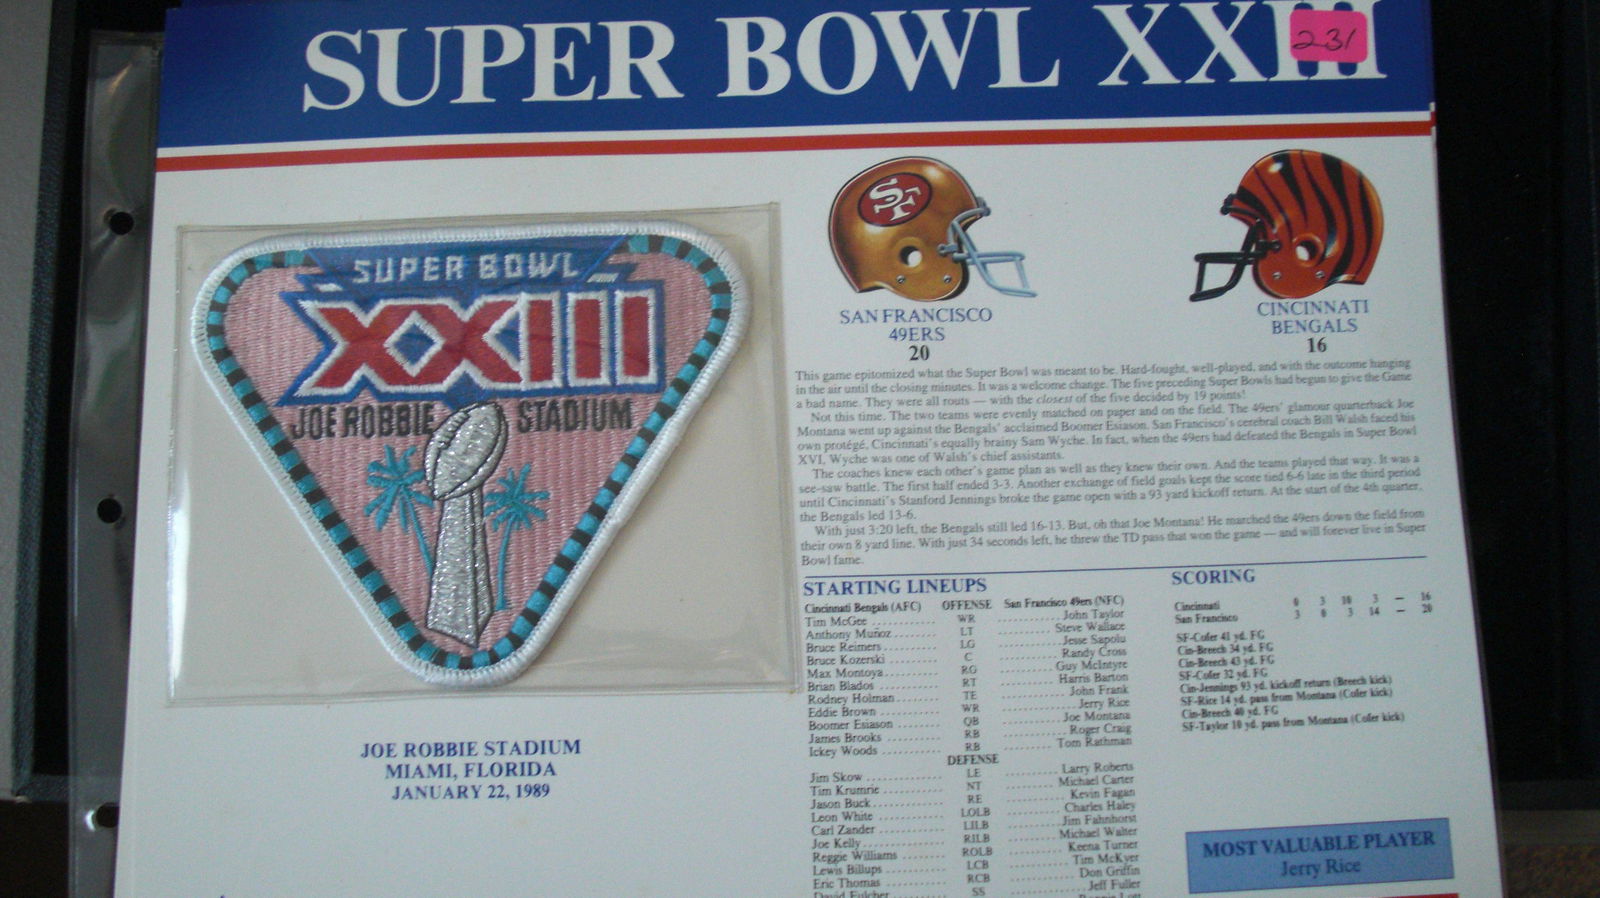 SUPER BOWL XXIII
231
SF
SUPER BOWL
XXIII
JOE ROBBIE STADIUM
JOE ROBBIE STADIUM
MIAMI, FLORIDA
JANUARY 22, 1989
SAN FRANCISCO
49ERS
20
CINCINNATI
BENGALS
16
This game epitomized what the Super Bowl was meant to be. Hard-fought, well-played, and with the outcome hanging
in the air until the closing minutes. It was a welcome change. The five preceding Super Bowls had begun to give the Game
a bad name. They were all routs — with the closest of the five decided by 19 points!
Not this time. The two teams were evenly matched on paper and on the field. The 49ers' glamour quarterback Joe
Montana went up against the Bengals' acclaimed Boomer Esiason. San Francisco's cerebral coach Bill Walsh faced his
own protégé, Cincinnati's equally brainy Sam Wyche. In fact, when the 49ers had defeated the Bengals in Super Bowl
XVI, Wyche was one of Walsh's chief assistants.
The coaches knew each other's game plan as well as they knew their own. And the teams played that way. It was a
see-saw battle. The first half ended 3-3. Another exchange of field goals kept the score tied 6-6 late in the third period
until Cincinnati's Stanford Jennings broke the game open with a 93 yard kickoff return. At the start of the 4th quarter,
the Bengals led 13-6.
With just 3:20 left, the Bengals still led 16-13. But, oh that Joe Montana! He marched the 49ers down the field from
their own 8 yard line. With just 34 seconds left, he threw the TD pass that won the game — and will forever live in Super
Bowl fame.
STARTING LINEUPS
Cincinnati Bengals (AFC) OFFENSE San Francisco 49ers (NFC)
Tim McGee WR John Taylor
Anthony Muñoz LT Steve Wallace
Bruce Reimers LG Jesse Sapolu
Bruce Kozerski C Randy Cross
Max Montoya RG Guy McIntyre
Brian Blados RT Harris Barton
Rodney Holman TE John Frank
Eddie Brown WR Jerry Rice
Boomer Esiason QB Joe Montana
James Brooks RB Roger Craig
Ickey Woods RB Tom Rathman
DEFENSE
Jim Skow LE Larry Roberts
Tim Krumrie NT Michael Carter
Jason Buck RE Kevin Fagan
Leon White LOLB Charles Haley
Carl Zander LILB Jim Fahnhorst
Joe Kelly RILB Michael Walter
Reggie Williams ROLB Keena Turner
Lewis Billups LCB Tim McKyer
Eric Thomas RCB Don Griffin
David Fulcher SS Jeff Fuller
Ronnie Lott
SCORING
Cincinnati 0 3 10 3 — 16
San Francisco 3 0 3 14 — 20
SF-Cofer 41 yd. FG
Cin-Breech 34 yd. FG
Cin-Breech 43 yd. FG
SF-Cofer 32 yd. FG
Cin-Jennings 93 yd. kickoff return (Breech kick)
SF-Rice 14 yd. pass from Montana (Cofer kick)
Cin-Breech 40 yd. FG
SF-Taylor 10 yd. pass from Montana (Cofer kick)
MOST VALUABLE PLAYER
Jerry Rice